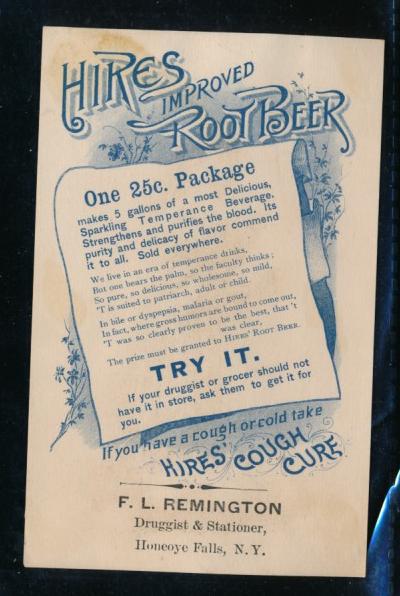 HIRES
IMPROVED
ROOT BEER
One 25c. Package
makes 5 gallons of a most Delicious,
Sparkling Temperance Beverage.
Strengthens and purifies the blood. Its
purity and delicacy of flavor commend
it to all. Sold everywhere.
We live in an era of temperance drinks,
But one bears the palm, so the faculty thinks;
So pure, so delicious, so wholesome, so mild,
'T is suited to patriarch, adult or child.
In bile or dyspepsia, malaria or gout,
In fact, where gross humors are bound to come out,
'T was so clearly proven to be the best, that 't
was clear,
The prize must be granted to HIRES' ROOT BEER.
TRY IT.
If your druggist or grocer should not
have it in store, ask them to get it for
you.
If you have a cough or cold take
HIRES' COUGH CURE
F. L. REMINGTON
Druggist & Stationer,
Honeoye Falls, N. Y.